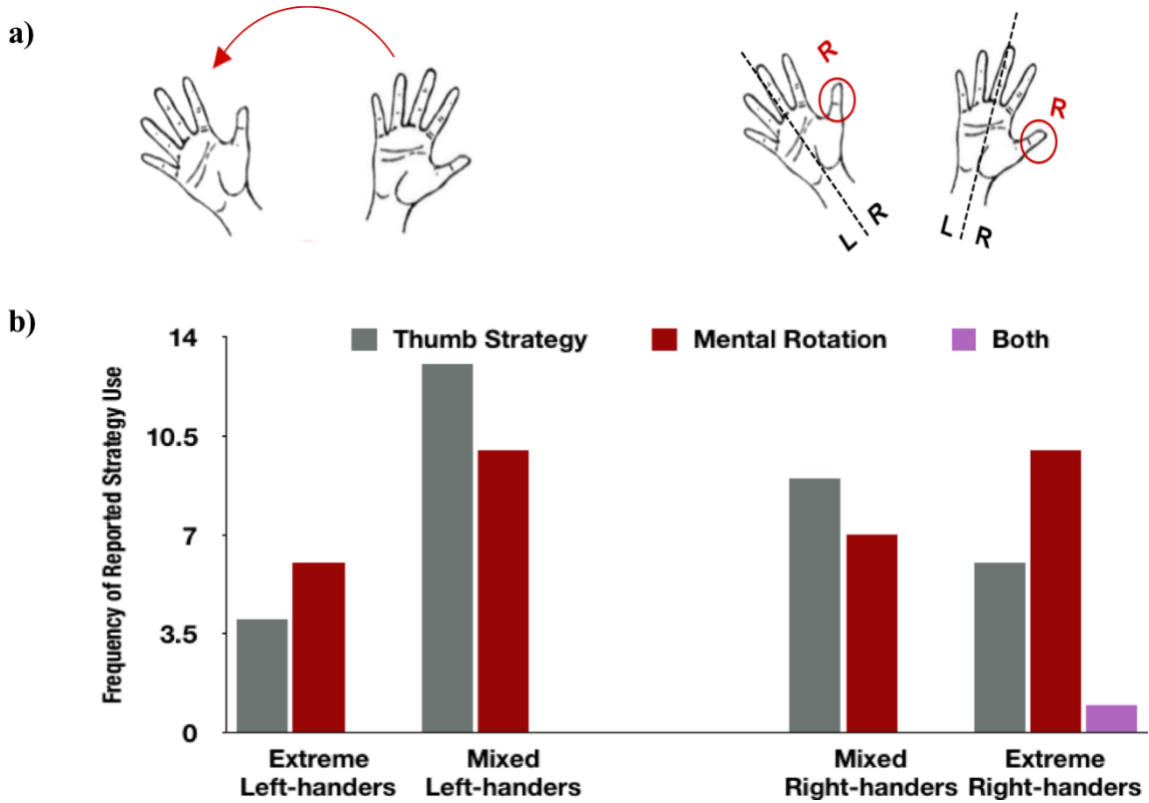 a)
R
R
L R
L R
b)
14
Thumb Strategy
Mental Rotation
Both
10.5
7
3.5
0
Frequency of Reported Strategy Use
Extreme
Left-handers
Mixed
Left-handers
Mixed
Right-handers
Extreme
Right-handers